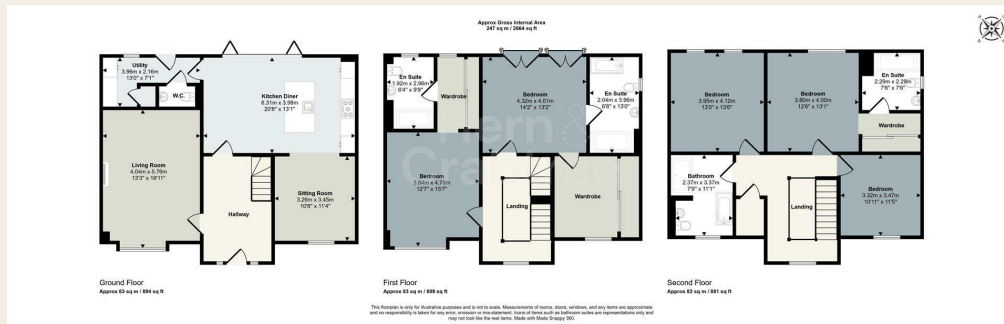 Approx Gross Internal Area
247 sq m / 2664 sq ft
Utility
3.96m x 2.16m
13'0" x 7'1"
W.C.
Kitchen Diner
6.31m x 3.98m
20'8" x 13'1"
Living Room
4.04m x 5.76m
13'3" x 18'11"
Hallway
Sitting Room
3.26m x 3.45m
10'8" x 11'4"
Ground Floor
Approx 83 sq m / 894 sq ft
En Suite
1.92m x 2.96m
6'4" x 9'9"
Wardrobe
Bedroom
4.32m x 4.01m
14'2" x 13'2"
En Suite
2.04m x 3.96m
6'8" x 13'0"
Bedroom
3.84m x 4.76m
12'7" x 15'7"
Landing
Wardrobe
First Floor
Approx 83 sq m / 889 sq ft
Bedroom
3.95m x 4.12m
13'0" x 13'6"
Bedroom
3.80m x 4.00m
12'6" x 13'1"
En Suite
2.29m x 2.29m
7'6" x 7'6"
Wardrobe
Bathroom
2.37m x 3.37m
7'9" x 11'1"
Landing
Bedroom
3.32m x 3.47m
10'11" x 11'5"
Second Floor
Approx 82 sq m / 881 sq ft
This floorplan is only for illustrative purposes and is not to scale. Measurements of rooms, doors, windows, and any items are approximate
and no responsibility is taken for any error, omission or mis-statement. Icons of items such as bathroom suites are representations only and
may not look like the real items. Made with Made Snappy 360.